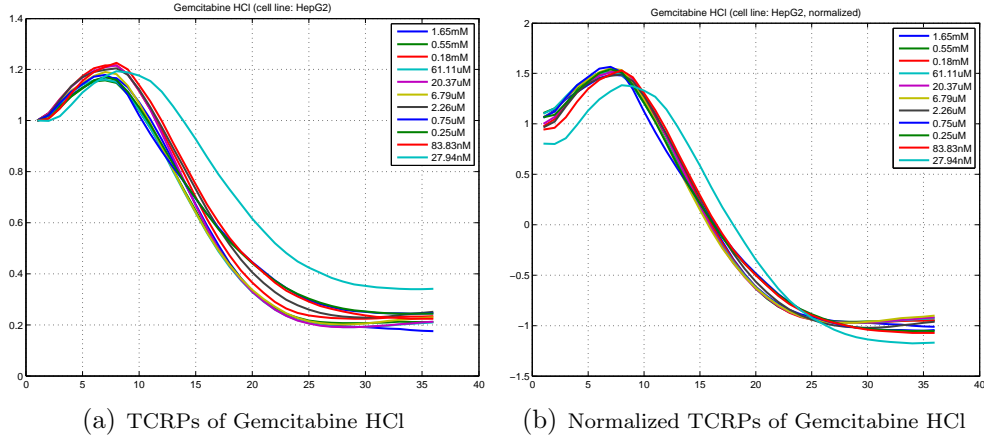 Gemcitabine HCl (cell line: HepG2)
1.4
1.2
1
0.8
0.6
0.4
0.2
0
0 5 10 15 20 25 30 35 40
1.65mM
0.55mM
0.18mM
61.11uM
20.37uM
6.79uM
2.26uM
0.75uM
0.25uM
83.83nM
27.94nM
(a) TCRPs of Gemcitabine HCl
Gemcitabine HCl (cell line: HepG2, normalized)
2
1.5
1
0.5
0
−0.5
−1
−1.5
0 5 10 15 20 25 30 35 40
1.65mM
0.55mM
0.18mM
61.11uM
20.37uM
6.79uM
2.26uM
0.75uM
0.25uM
83.83nM
27.94nM
(b) Normalized TCRPs of Gemcitabine HCl